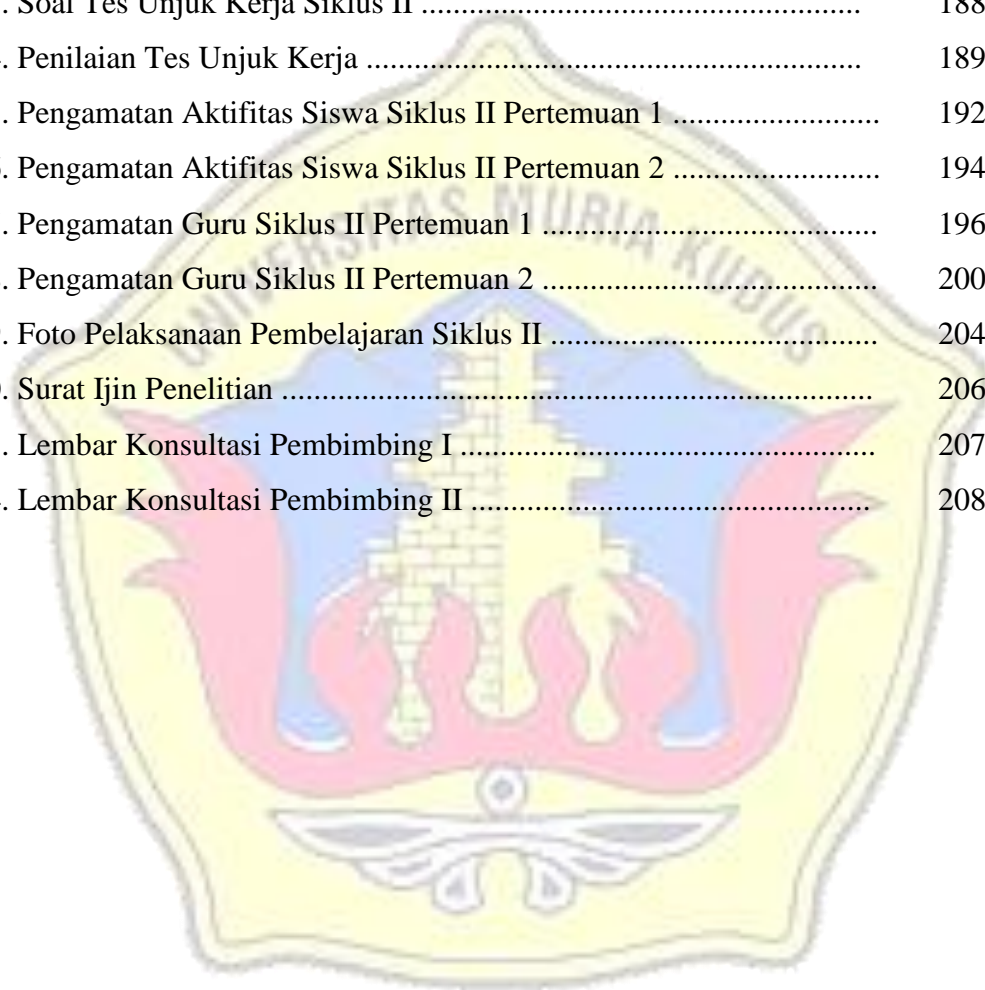 . Soal Tes Unjuk Kerja Siklus II ...................................................... 188
. Penilaian Tes Unjuk Kerja ............................................................. 189
. Pengamatan Aktifitas Siswa Siklus II Pertemuan 1 ......................... 192
. Pengamatan Aktifitas Siswa Siklus II Pertemuan 2 ......................... 194
. Pengamatan Guru Siklus II Pertemuan 1 ......................................... 196
. Pengamatan Guru Siklus II Pertemuan 2 ......................................... 200
. Foto Pelaksanaan Pembelajaran Siklus II ........................................ 204
. Surat Ijin Penelitian ......................................................................... 206
. Lembar Konsultasi Pembimbing I ................................................... 207
. Lembar Konsultasi Pembimbing II ................................................. 208
UNIVERSITAS MURIA KUDUS